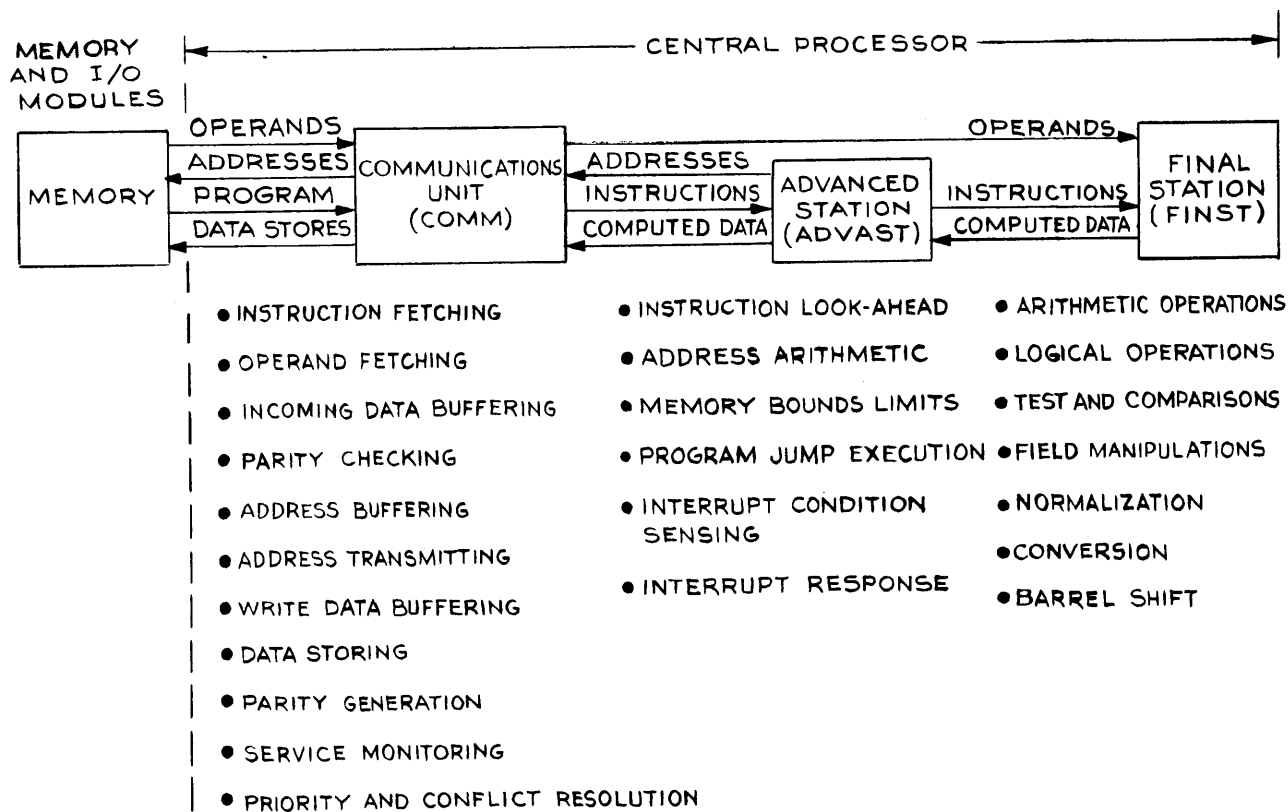 MEMORY
AND I/O
MODULES
CENTRAL PROCESSOR
MEMORY
OPERANDS
ADDRESSES
PROGRAM
DATA STORES
COMMUNICATIONS
UNIT
(COMM)
OPERANDS
ADDRESSES
INSTRUCTIONS
COMPUTED DATA
ADVANCED
STATION
(ADVAST)
INSTRUCTIONS
COMPUTED DATA
FINAL
STATION
(FINST)
● INSTRUCTION FETCHING
● OPERAND FETCHING
● INCOMING DATA BUFFERING
● PARITY CHECKING
● ADDRESS BUFFERING
● ADDRESS TRANSMITTING
● WRITE DATA BUFFERING
● DATA STORING
● PARITY GENERATION
● SERVICE MONITORING
● PRIORITY AND CONFLICT RESOLUTION
● INSTRUCTION LOOK-AHEAD
● ADDRESS ARITHMETIC
● MEMORY BOUNDS LIMITS
● PROGRAM JUMP EXECUTION
● INTERRUPT CONDITION
SENSING
● INTERRUPT RESPONSE
● ARITHMETIC OPERATIONS
● LOGICAL OPERATIONS
● TEST AND COMPARISONS
● FIELD MANIPULATIONS
● NORMALIZATION
● CONVERSION
● BARREL SHIFT